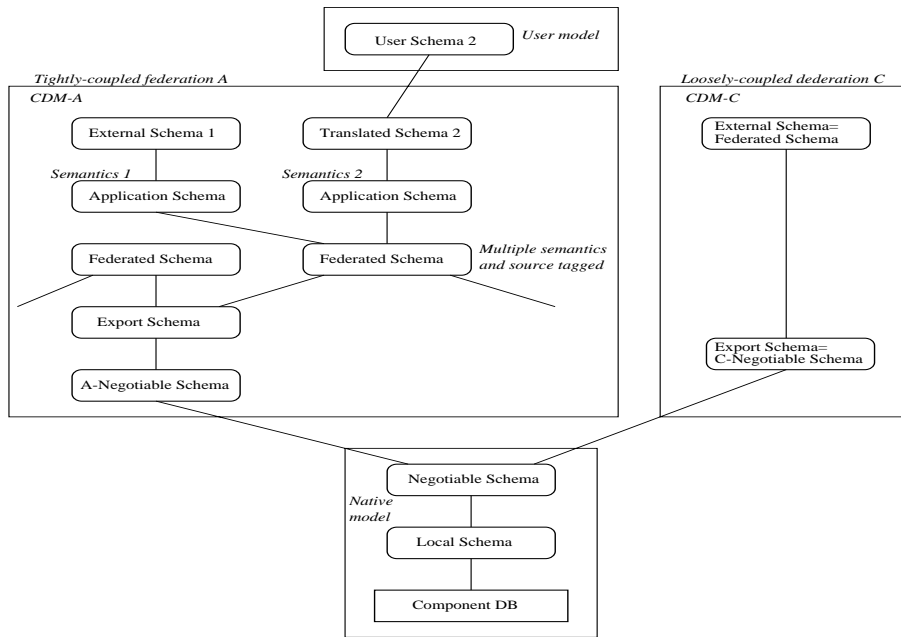 User Schema 2
User model
Tightly-coupled federation A
Loosely-coupled dederation C
CDM-A
CDM-C
External Schema 1
Translated Schema 2
External Schema=
Federated Schema
Semantics 1
Semantics 2
Application Schema
Application Schema
Federated Schema
Federated Schema
Multiple semantics
and source tagged
Export Schema
Export Schema=
C-Negotiable Schema
A-Negotiable Schema
Negotiable Schema
Native
model
Local Schema
Component DB